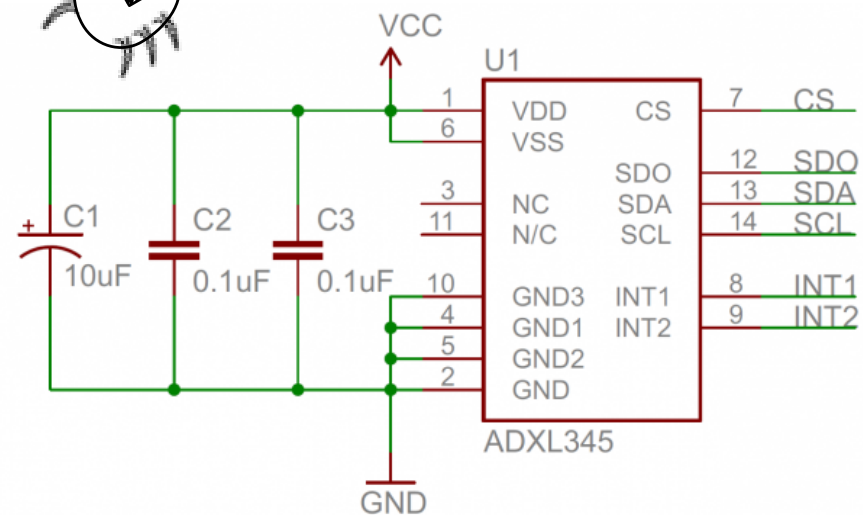 VCC
U1
1 VDD CS 7 CS
6 VSS
SDO 12 SDO
3 NC SDA 13 SDA
11 N/C SCL 14 SCL
+ C1
10uF
C2
0.1uF
C3
0.1uF
10 GND3 INT1 8 INT1
4 GND1 INT2 9 INT2
5 GND2
2 GND
ADXL345
GND